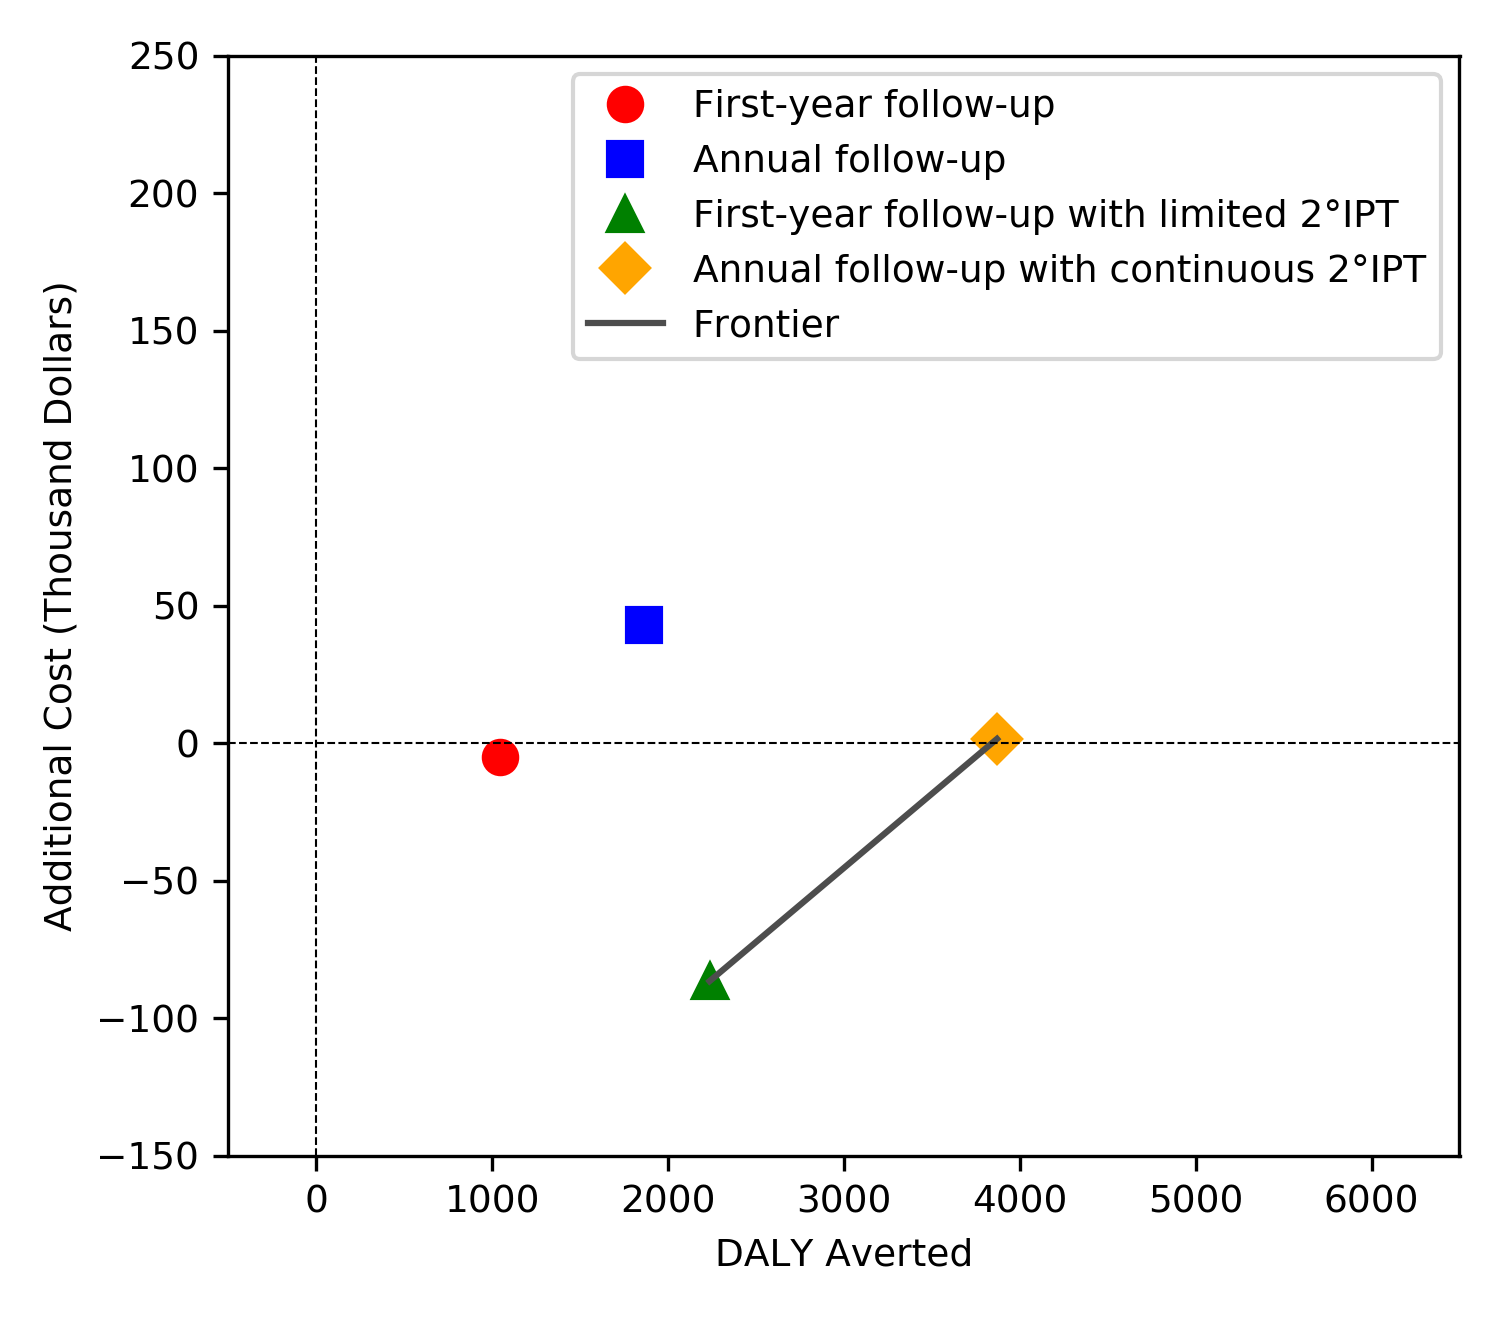 250
200
150
100
50
0
−50
−100
−150
Additional Cost (Thousand Dollars)
First-year follow-up
Annual follow-up
First-year follow-up with limited 2°IPT
Annual follow-up with continuous 2°IPT
Frontier
0 1000 2000 3000 4000 5000 6000
DALY Averted